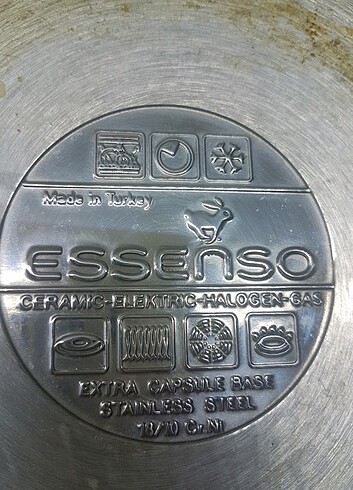 Made in Turkey
ESSENSO
CERAMIC-ELEKTRIC-HALOGEN-GAS
EXTRA CAPSULE BASE
STAINLESS STEEL
18/10 Cr.Ni